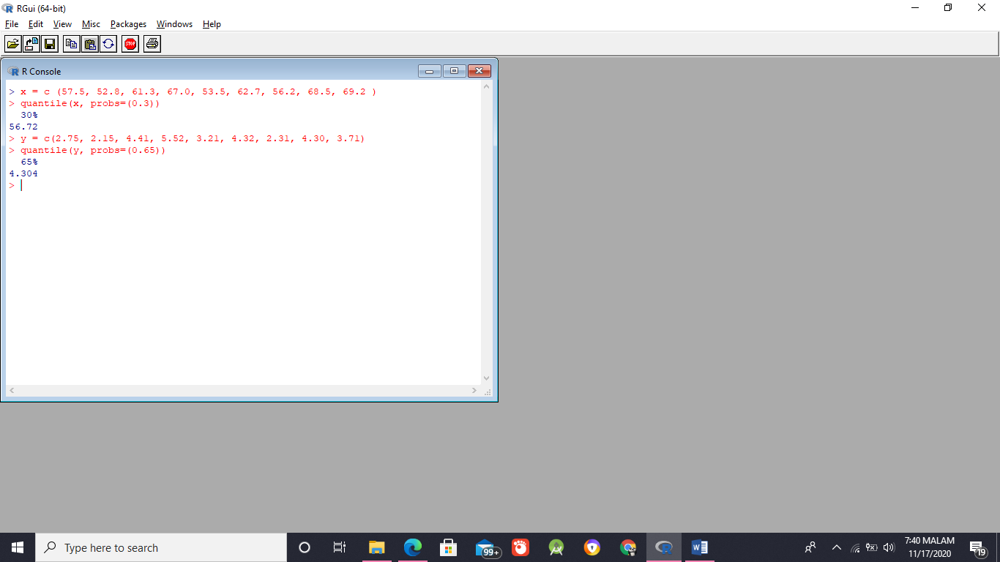 RGui (64-bit)
File Edit View Misc Packages Windows Help
STOP
R Console
> x = c (57.5, 52.8, 61.3, 67.0, 53.5, 62.7, 56.2, 68.5, 69.2 )
> quantile(x, probs=(0.3))
30%
56.72
> y = c(2.75, 2.15, 4.41, 5.52, 3.21, 4.32, 2.31, 4.30, 3.71)
> quantile(y, probs=(0.65))
65%
4.304
>
Type here to search
99+
7:40 MALAM
11/17/2020
19